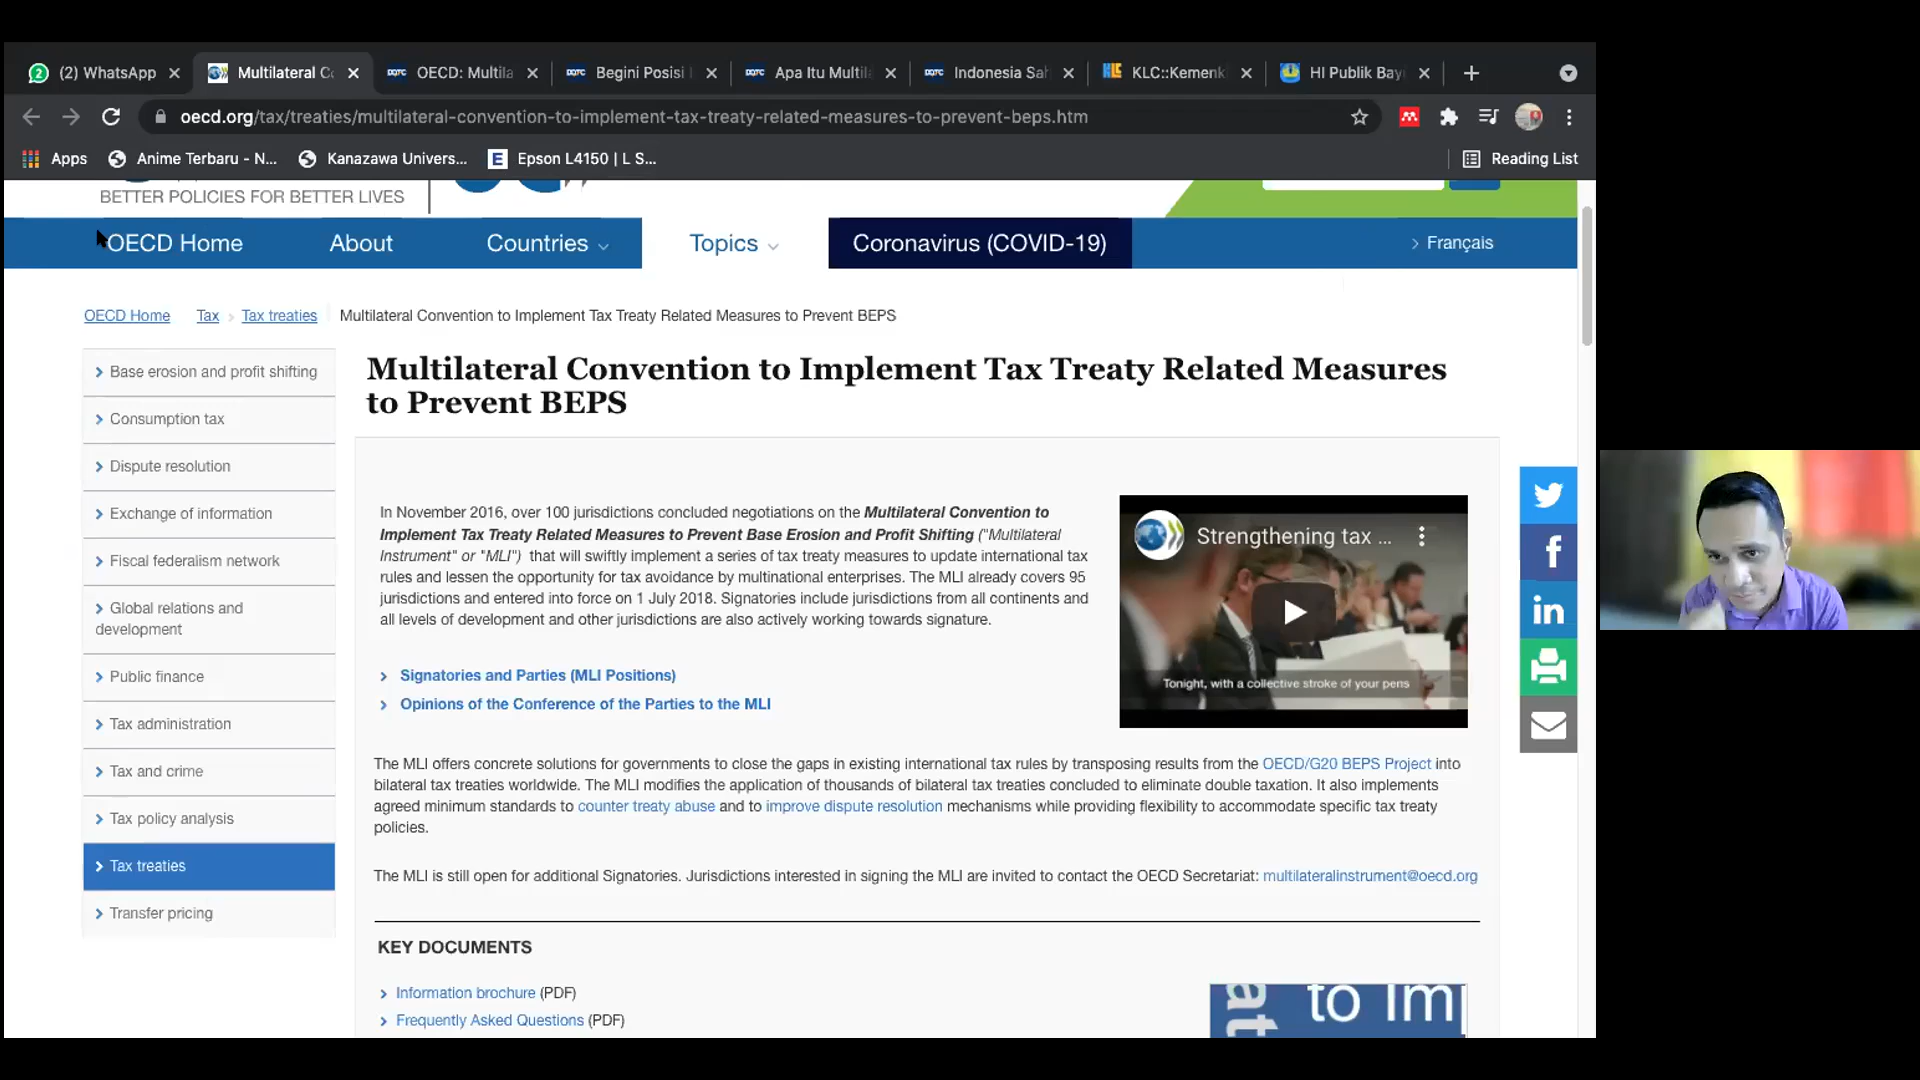 2
(2) WhatsApp
Multilateral Co
DDTC
OECD: Multila
DDTC
Begini Posisi
DDTC
Apa Itu Multil
DDTC
Indonesia Sah
KLC::Kemenk
HI Publik Bay
oecd.org/tax/treaties/multilateral-convention-to-implement-tax-treaty-related-measures-to-prevent-beps.htm
Apps
Anime Terbaru - N...
Kanazawa Univers...
E
Epson L4150 | L S...
Reading List
BETTER POLICIES FOR BETTER LIVES
OECD Home
About
Countries
Topics
Coronavirus (COVID-19)
Français
OECD Home
Tax
Tax treaties
Multilateral Convention to Implement Tax Treaty Related Measures to Prevent BEPS
Base erosion and profit shifting
Consumption tax
Dispute resolution
Exchange of information
Fiscal federalism network
Global relations and
development
Public finance
Tax administration
Tax and crime
Tax policy analysis
Tax treaties
Transfer pricing
Multilateral Convention to Implement Tax Treaty Related Measures
to Prevent BEPS
In November 2016, over 100 jurisdictions concluded negotiations on the Multilateral Convention to
Implement Tax Treaty Related Measures to Prevent Base Erosion and Profit Shifting ("Multilateral
Instrument" or "MLI") that will swiftly implement a series of tax treaty measures to update international tax
rules and lessen the opportunity for tax avoidance by multinational enterprises. The MLI already covers 95
jurisdictions and entered into force on 1 July 2018. Signatories include jurisdictions from all continents and
all levels of development and other jurisdictions are also actively working towards signature.
Strengthening tax ...
Tonight, with a collective stroke of your pens
Signatories and Parties (MLI Positions)
Opinions of the Conference of the Parties to the MLI
The MLI offers concrete solutions for governments to close the gaps in existing international tax rules by transposing results from the OECD/G20 BEPS Project into
bilateral tax treaties worldwide. The MLI modifies the application of thousands of bilateral tax treaties concluded to eliminate double taxation. It also implements
agreed minimum standards to counter treaty abuse and to improve dispute resolution mechanisms while providing flexibility to accommodate specific tax treaty
policies.
The MLI is still open for additional Signatories. Jurisdictions interested in signing the MLI are invited to contact the OECD Secretariat: multilateralinstrument@oecd.org
KEY DOCUMENTS
Information brochure (PDF)
Frequently Asked Questions (PDF)
at
to Im
f
in